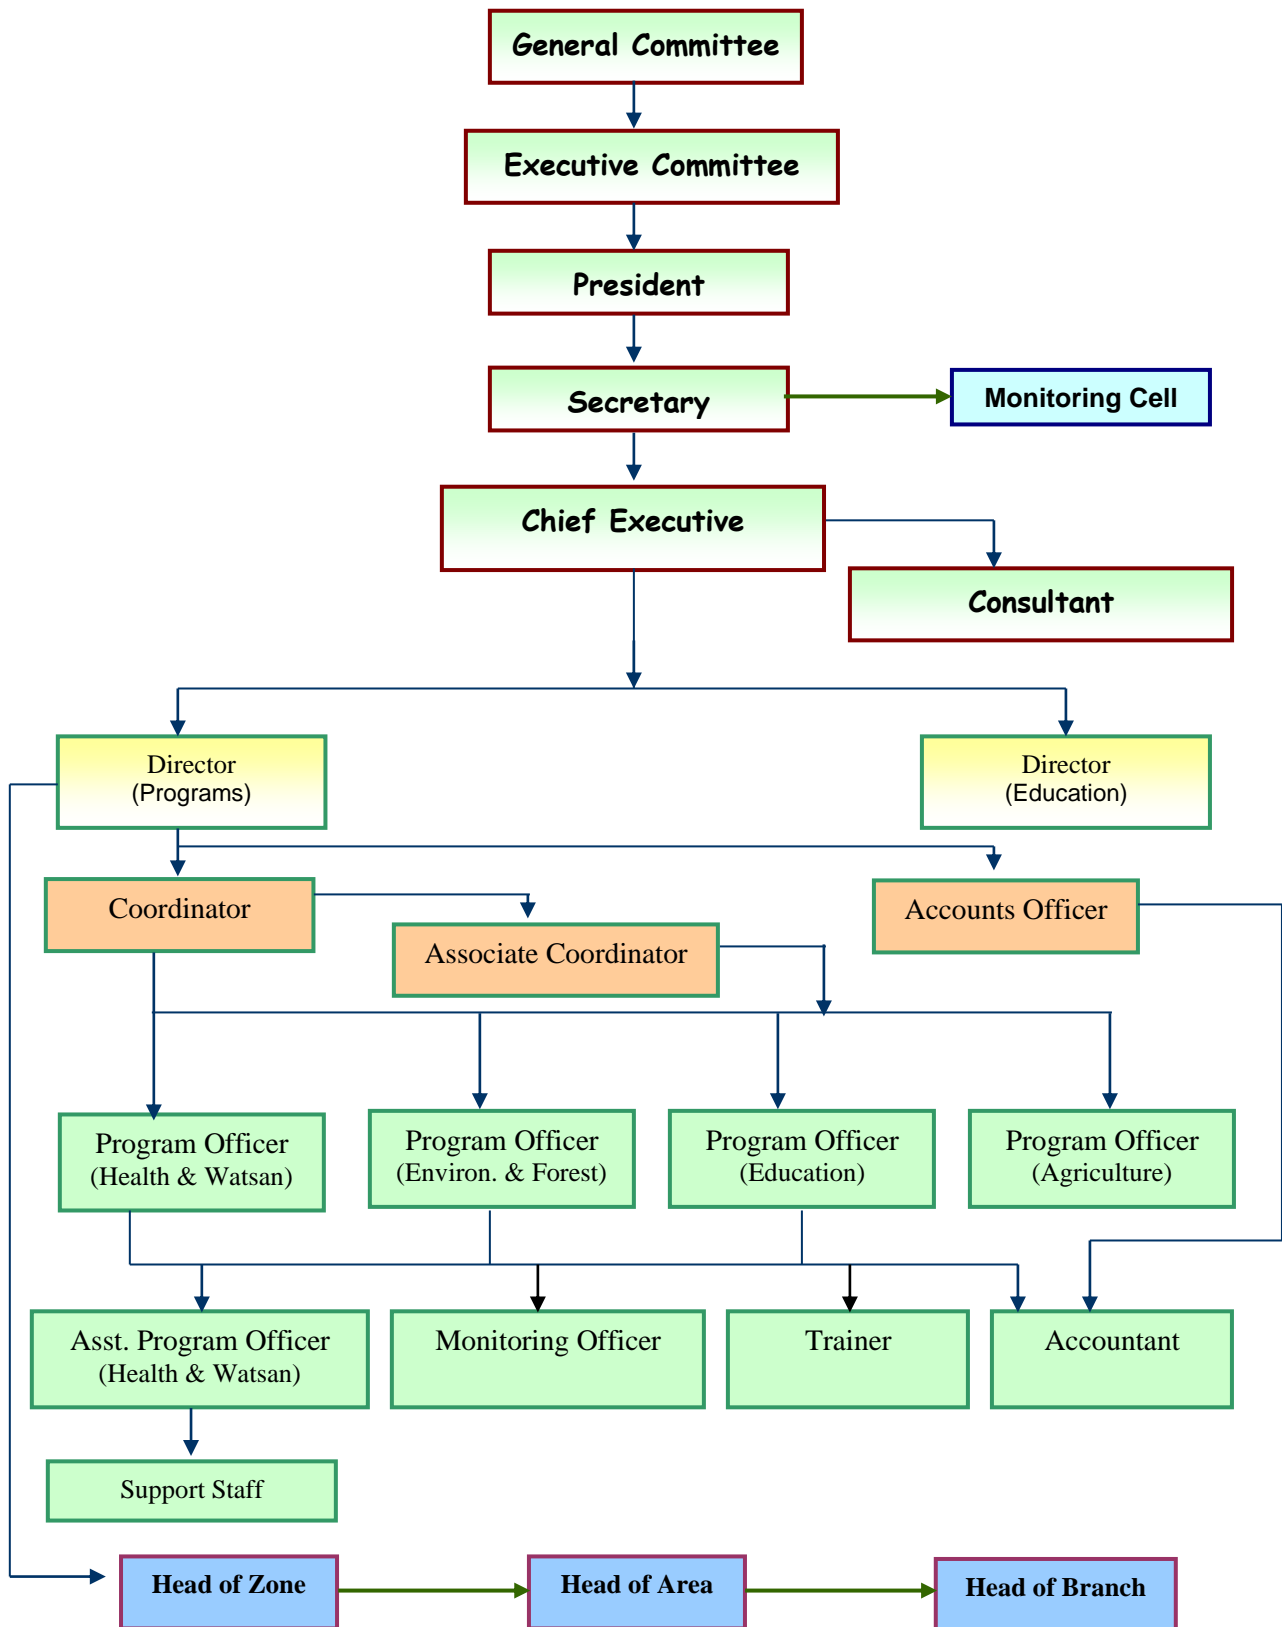 General Committee
Executive Committee
President
Secretary
Monitoring Cell
Chief Executive
Consultant
Director
(Programs)
Director
(Education)
Coordinator
Accounts Officer
Associate Coordinator
Program Officer
(Health & Watsan)
Program Officer
(Environ. & Forest)
Program Officer
(Education)
Program Officer
(Agriculture)
Asst. Program Officer
(Health & Watsan)
Monitoring Officer
Trainer
Accountant
Support Staff
Head of Zone
Head of Area
Head of Branch